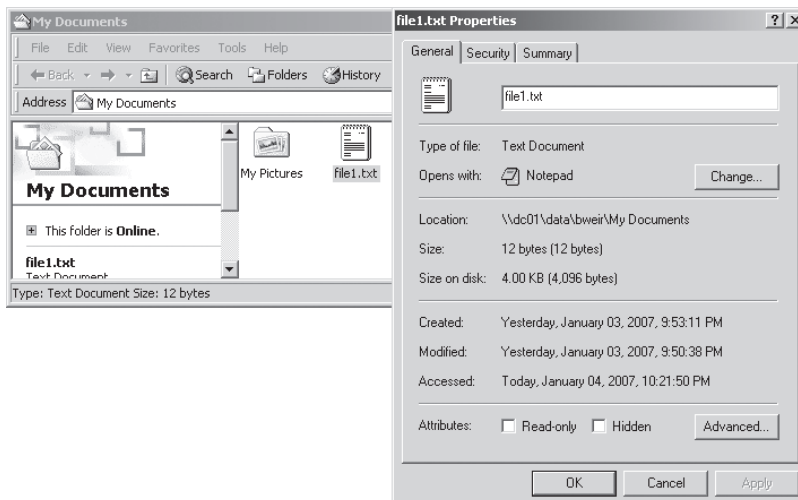 My Documents
File Edit View Favorites Tools Help
Back Search Folders History
Address My Documents
My Documents
This folder is Online.
file1.txt
Text Document
My Pictures
file1.txt
Type: Text Document Size: 12 bytes
file1.txt Properties
General Security Summary
file1.txt
Type of file: Text Document
Opens with: Notepad Change...
Location: \\dc01\data\bweir\My Documents
Size: 12 bytes (12 bytes)
Size on disk: 4.00 KB (4,096 bytes)
Created: Yesterday, January 03, 2007, 9:53:11 PM
Modified: Yesterday, January 03, 2007, 9:50:38 PM
Accessed: Today, January 04, 2007, 10:21:50 PM
Attributes: Read-only Hidden Advanced...
OK Cancel Apply